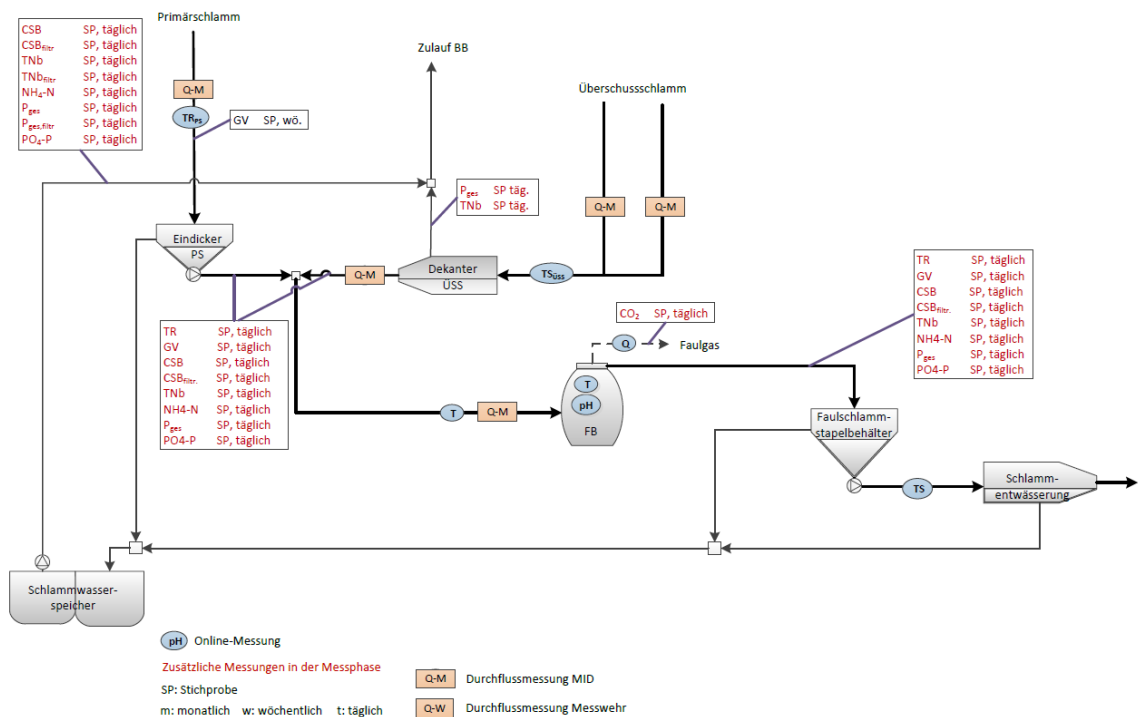 Primärschlamm
CSB SP, täglich
CSBfiltr SP, täglich
TNb SP, täglich
TNbfiltr SP, täglich
NH4-N SP, täglich
Pges SP, täglich
Pges,filtr SP, täglich
PO4-P SP, täglich
Q-M
TRPS
GV SP, wö.
Zulauf BB
Überschussschlamm
Pges SP täg.
TNb SP täg.
Q-M
Q-M
Eindicker
PS
Q-M
Dekanter
ÜSS
TSüss
TR SP, täglich
GV SP, täglich
CSB SP, täglich
CSBfiltr. SP, täglich
TNb SP, täglich
NH4-N SP, täglich
Pges SP, täglich
PO4-P SP, täglich
CO2 SP, täglich
Q
Faulgas
TR SP, täglich
GV SP, täglich
CSB SP, täglich
CSBfiltr. SP, täglich
TNb SP, täglich
NH4-N SP, täglich
Pges SP, täglich
PO4-P SP, täglich
T
Q-M
T
pH
FB
Faulschlamm-
stapelbehälter
TS
Schlamm-
entwässerung
Schlammwasser-
speicher
pH Online-Messung
Zusätzliche Messungen in der Messphase
SP: Stichprobe
m: monatlich w: wöchentlich t: täglich
Q-M Durchflussmessung MID
Q-W Durchflussmessung Messwehr